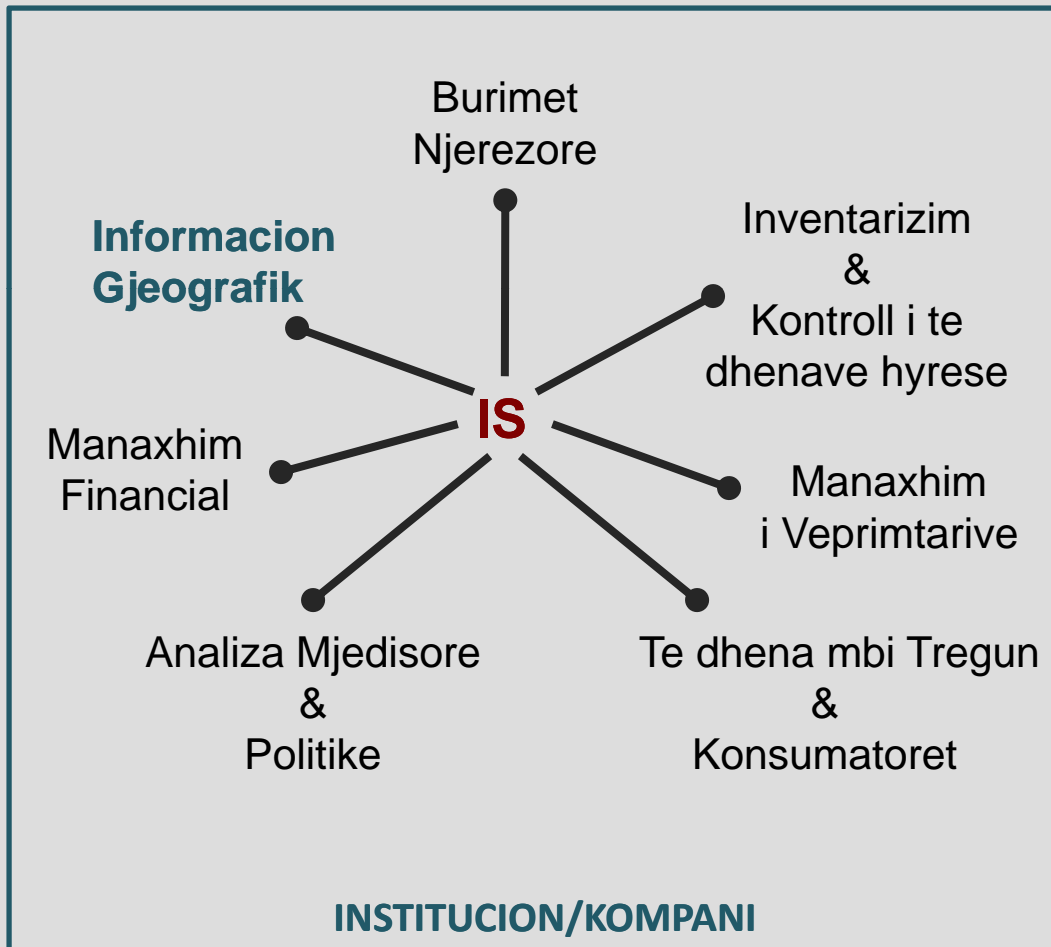 Burimet
Njerezore
Informacion
Gjeografik
Inventarizim
&
Kontroll i te
dhenave hyrese
IS
Manaxhim
Financial
Manaxhim
i Veprimtarive
Analiza Mjedisore
&
Politike
Te dhena mbi Tregun
&
Konsumatoret
INSTITUCION/KOMPANI